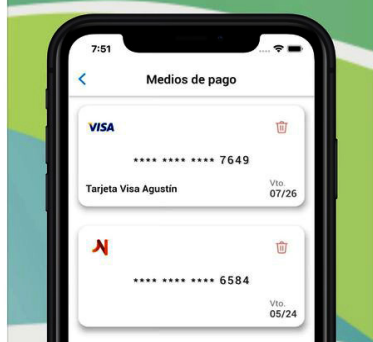 7:51
Medios de pago
VISA
**** **** **** 7649
Tarjeta Visa Agustín
Vto.
07/26
N
**** **** **** 6584
Vto.
05/24